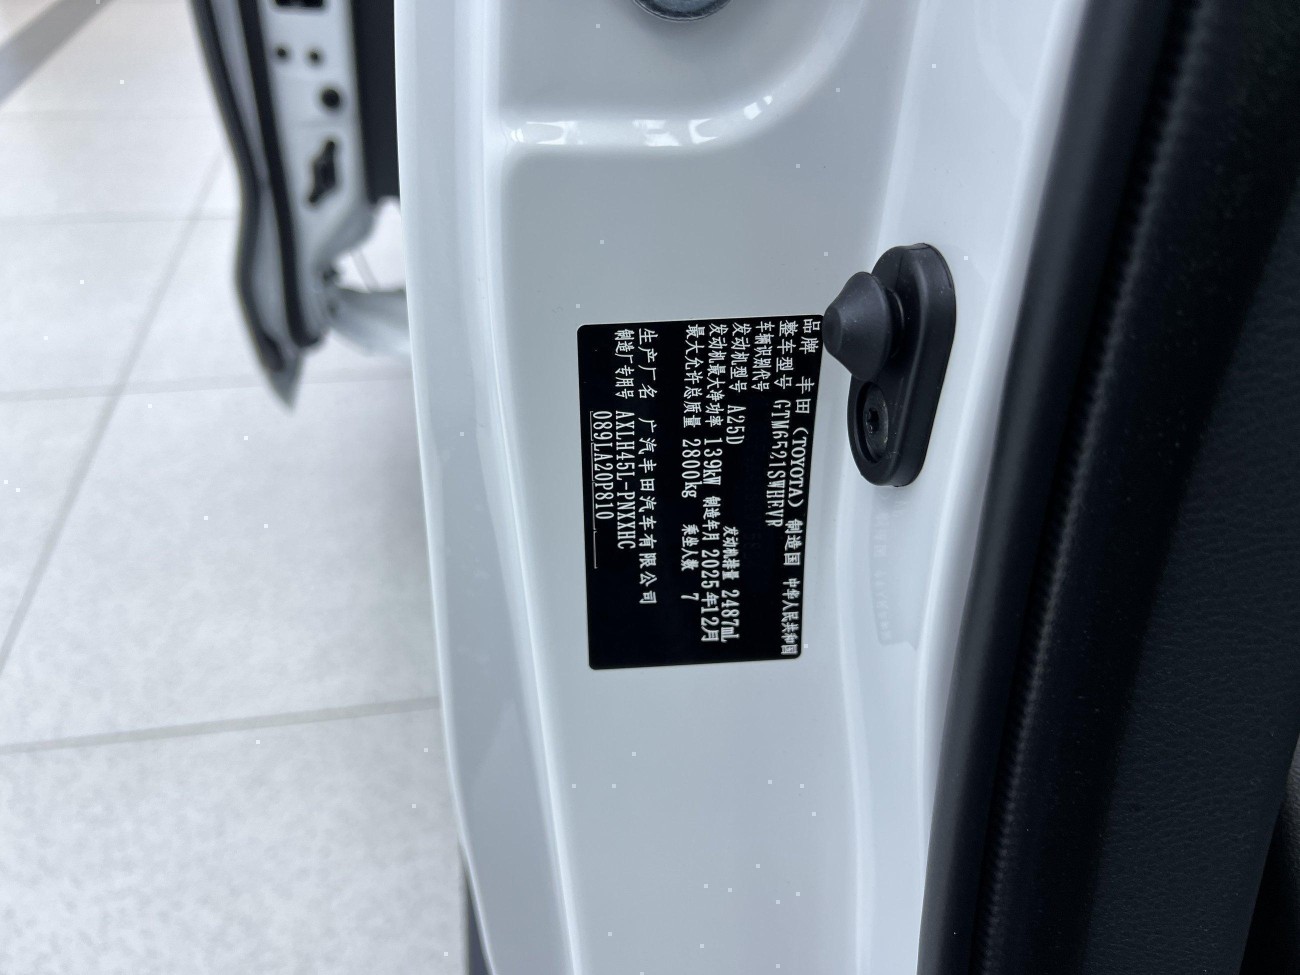 品牌 丰田（TOYOTA） 制造国 中华人民共和国
整车型号 GTM6521SWHEVR
车辆识别代号
发动机型号 A25D 发动机排量 2487mL
发动机最大净功率 139kW 制造年月 2025年12月
最大允许总质量 2800kg 乘坐人数 7
生产厂名 广汽丰田汽车有限公司
制造厂专用号 AXLH45L-PNXXHC
089LA20P810